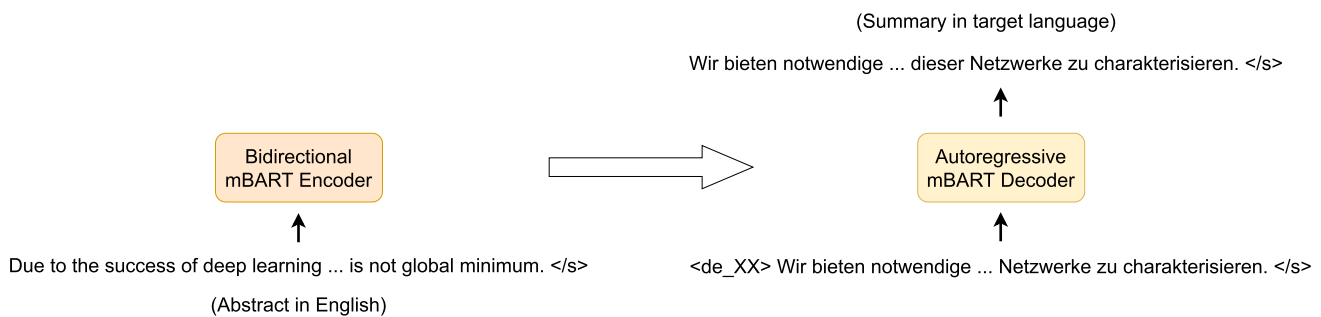 (Summary in target language)
Wir bieten notwendige ... dieser Netzwerke zu charakterisieren. </s>
Bidirectional
mBART Encoder
Autoregressive
mBART Decoder
Due to the success of deep learning ... is not global minimum. </s>
<de_XX> Wir bieten notwendige ... Netzwerke zu charakterisieren. </s>
(Abstract in English)